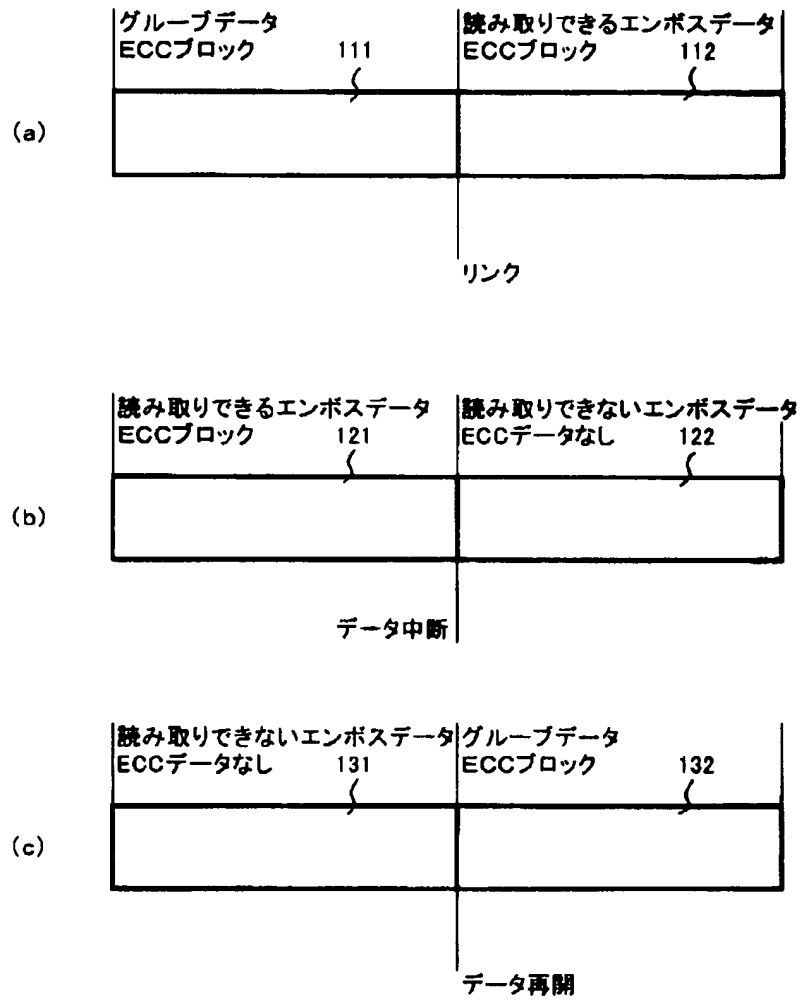 グルーブデータ
ECCブロック 111
読み取りできるエンボスデータ
ECCブロック 112
(a)
リンク
読み取りできるエンボスデータ
ECCブロック 121
読み取りできないエンボスデータ
ECCデータなし 122
(b)
データ中断
読み取りできないエンボスデータ
ECCデータなし 131
グルーブデータ
ECCブロック 132
(c)
データ再開